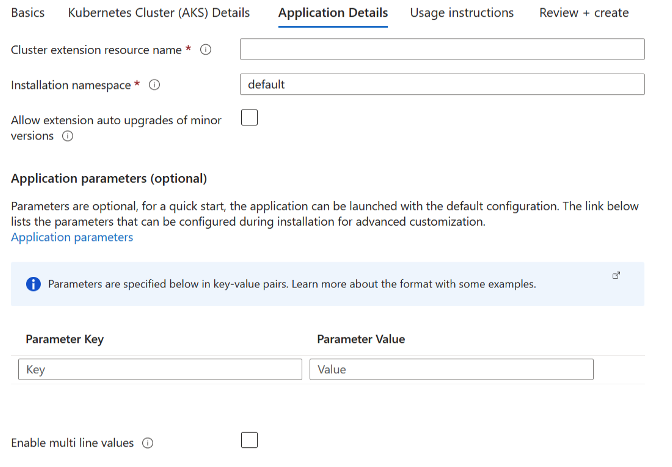 Basics Kubernetes Cluster (AKS) Details Application Details Usage instructions Review + create
Cluster extension resource name *
Installation namespace * default
Allow extension auto upgrades of minor
versions
Application parameters (optional)
Parameters are optional, for a quick start, the application can be launched with the default configuration. The link below
lists the parameters that can be configured during installation for advanced customization.
Application parameters
Parameters are specified below in key-value pairs. Learn more about the format with some examples.
Parameter Key Parameter Value
Key Value
Enable multi line values